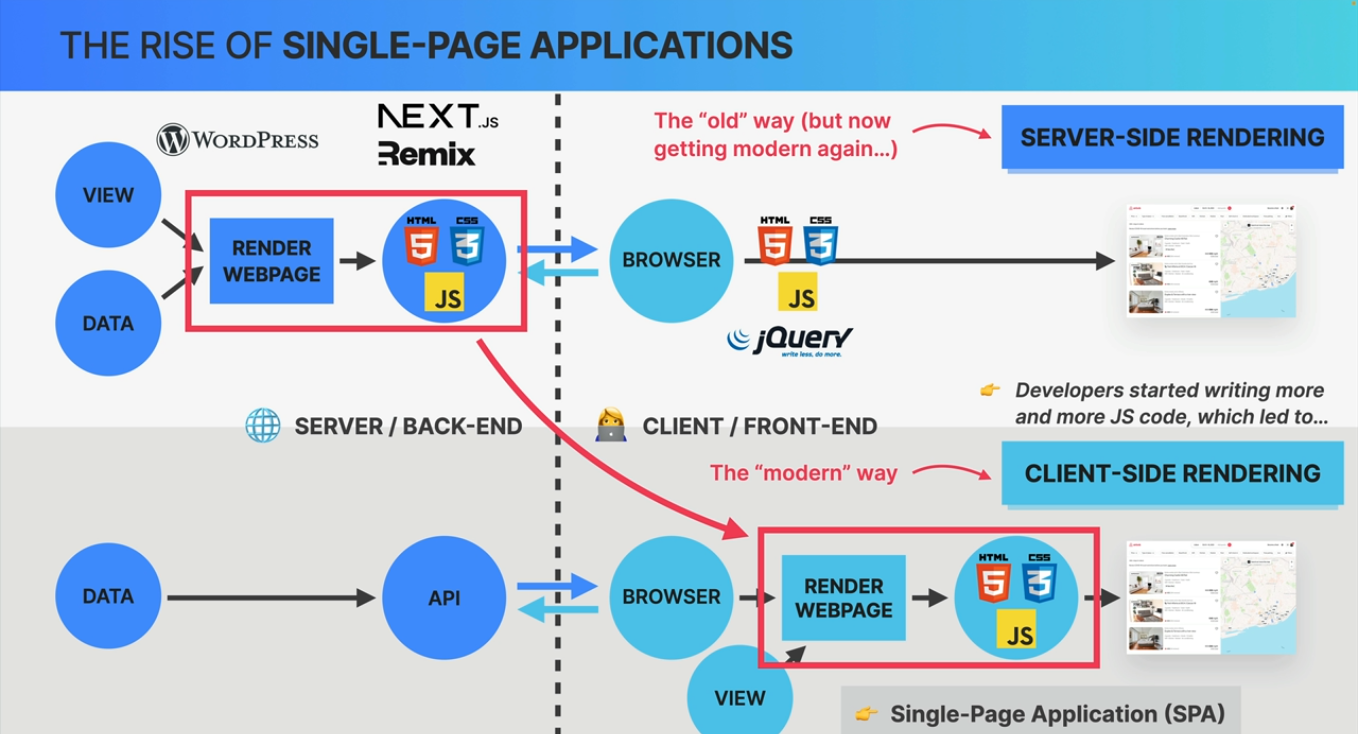 THE RISE OF SINGLE-PAGE APPLICATIONS
WORDPRESS
NEXT.JS
Remix
The “old” way (but now
getting modern again...)
SERVER-SIDE RENDERING
VIEW
DATA
RENDER
WEBPAGE
HTML
5
CSS
3
JS
BROWSER
HTML
5
CSS
3
JS
jQuery
write less, do more.
Developers started writing more
and more JS code, which led to...
SERVER / BACK-END
CLIENT / FRONT-END
The “modern” way
CLIENT-SIDE RENDERING
DATA
API
BROWSER
VIEW
RENDER
WEBPAGE
HTML
5
CSS
3
JS
Single-Page Application (SPA)